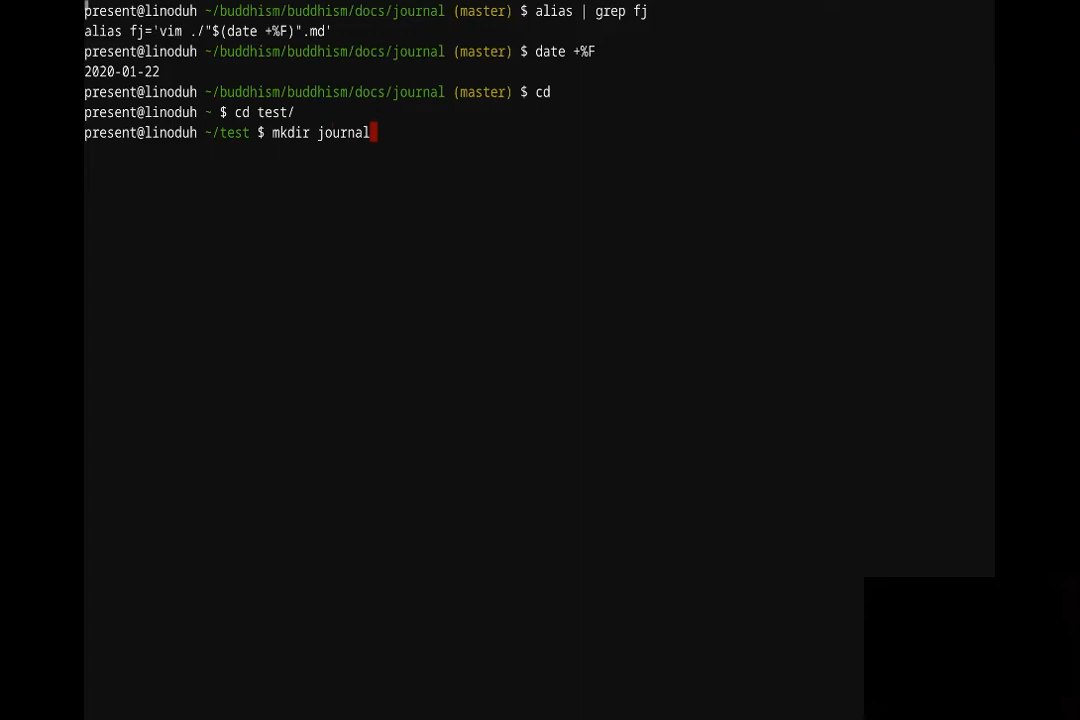 present@linoduh ~/buddhism/buddhism/docs/journal (master) $ alias | grep fj
alias fj='vim ./"$(date +%F)".md'
present@linoduh ~/buddhism/buddhism/docs/journal (master) $ date +%F
2020-01-22
present@linoduh ~/buddhism/buddhism/docs/journal (master) $ cd
present@linoduh ~ $ cd test/
present@linoduh ~/test $ mkdir journal